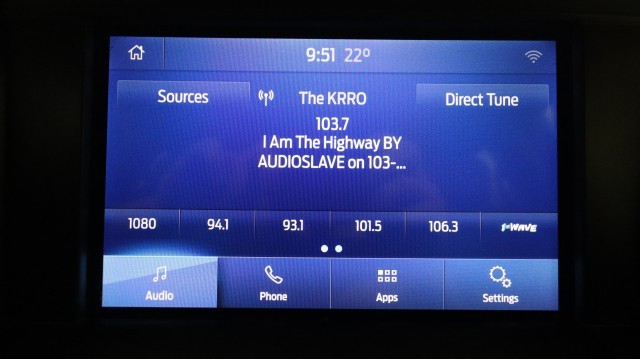 9:51 22°
Sources
The KRRO
Direct Tune
103.7
I Am The Highway BY
AUDIOSLAVE on 103-...
1080 94.1 93.1 101.5 106.3 1st WAVE
Audio Phone Apps Settings